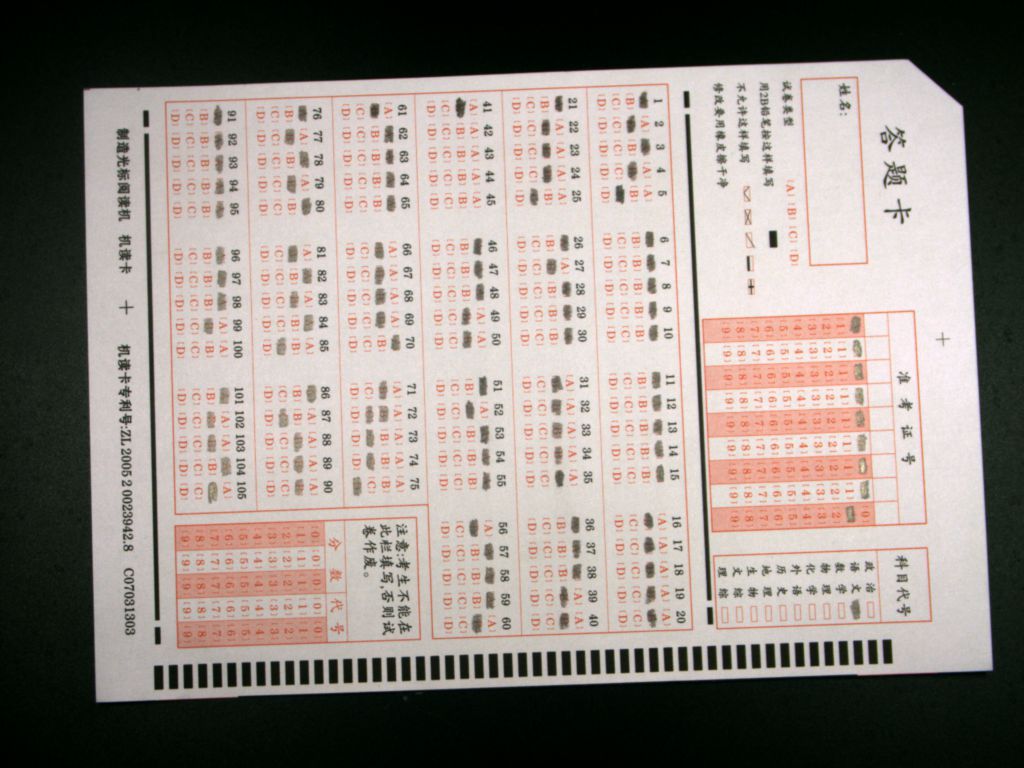 答题卡
姓名：
试卷类型 [A] [B] [C] [D]
用2B铅笔按这样填写
不允许这样填写
修改要用橡皮擦干净
准考证号
科目代号
政治
语文
数学
物理
化学
外语
历史
地理
生物
文综
理综
1 2 3 4 5 6 7 8 9 10 11 12 13 14 15 16 17 18 19 20
21 22 23 24 25 26 27 28 29 30 31 32 33 34 35 36 37 38 39 40
41 42 43 44 45 46 47 48 49 50 51 52 53 54 55 56 57 58 59 60
61 62 63 64 65 66 67 68 69 70 71 72 73 74 75
76 77 78 79 80 81 82 83 84 85 86 87 88 89 90
91 92 93 94 95 96 97 98 99 100 101 102 103 104 105
注意：考生不能在
此栏填写，否则试
卷作废。
分数代号
制造光标阅读机 机读卡 机读卡专利号：ZL 2005 2 0023942.8 C07031303